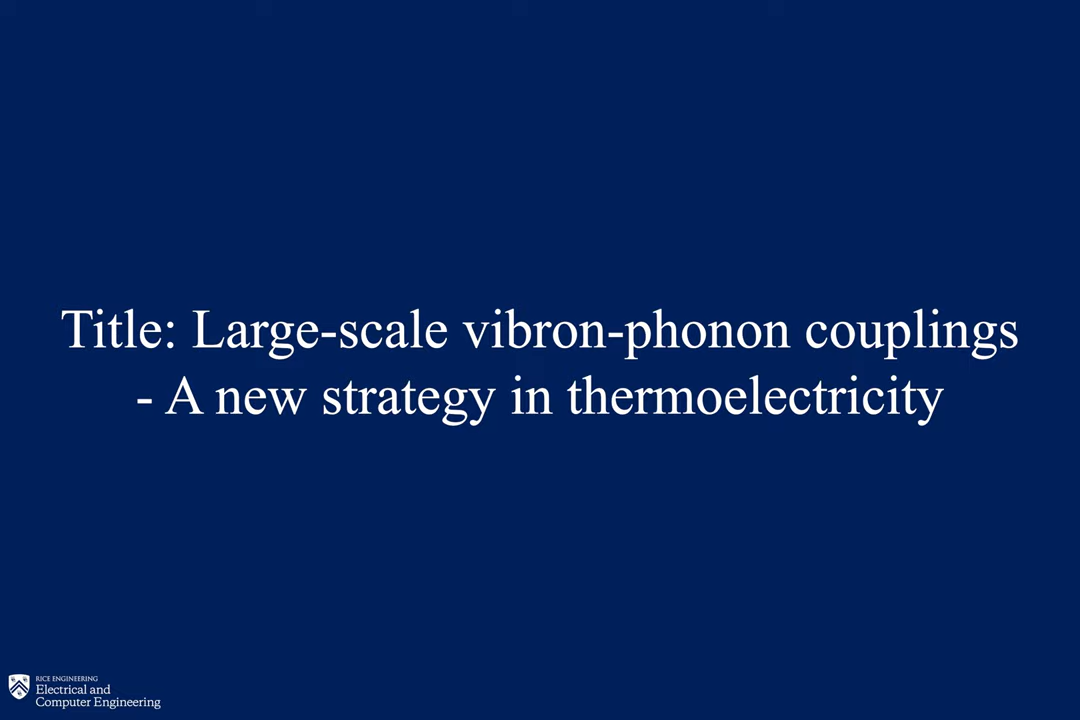 Title: Large-scale vibron-phonon couplings
- A new strategy in thermoelectricity
RICE ENGINEERING
Electrical and
Computer Engineering